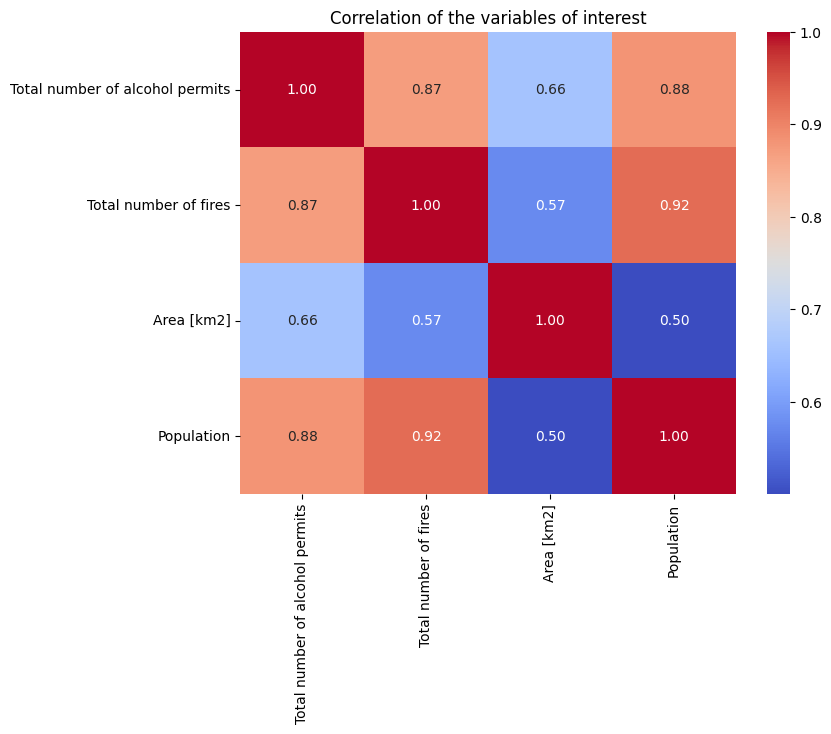 Correlation of the variables of interest
Total number of alcohol permits 1.00 0.87 0.66 0.88
Total number of fires 0.87 1.00 0.57 0.92
Area [km2] 0.66 0.57 1.00 0.50
Population 0.88 0.92 0.50 1.00
Total number of alcohol permits
Total number of fires
Area [km2]
Population
1.0
0.9
0.8
0.7
0.6